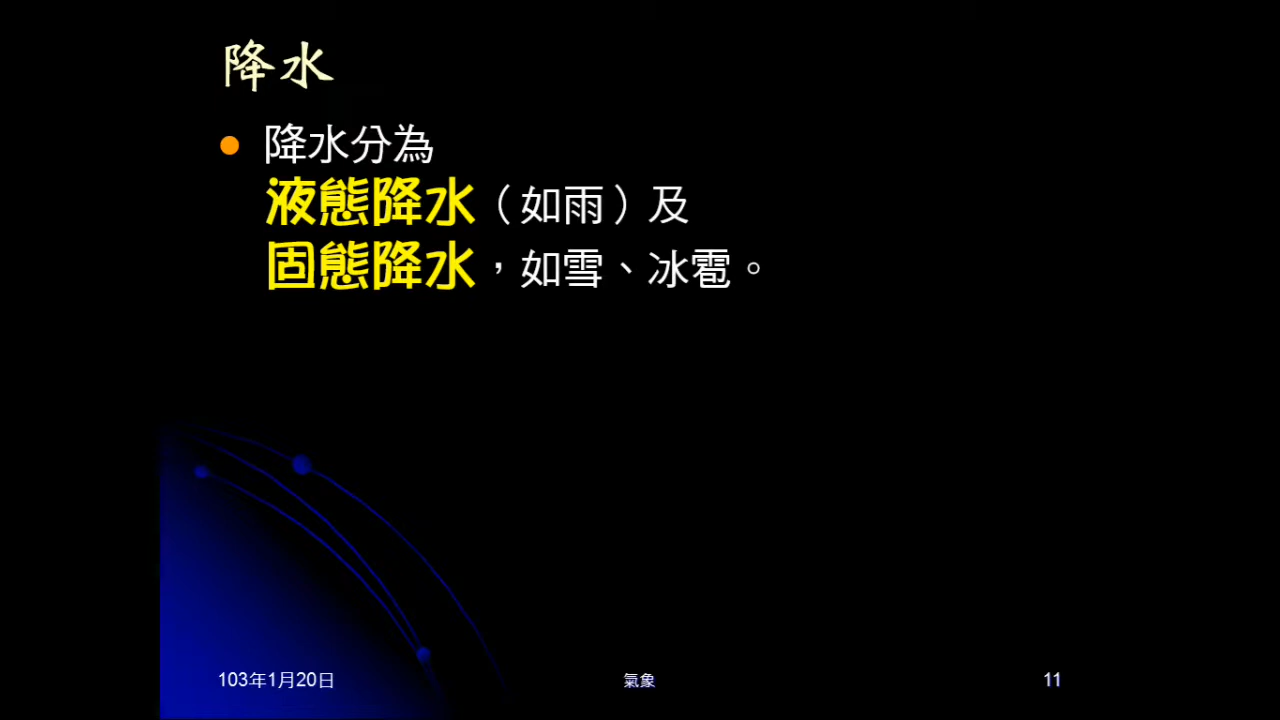 降水
降水分為
液態降水（如雨）及
固態降水，如雪、冰雹。
103年1月20日
氣象
11